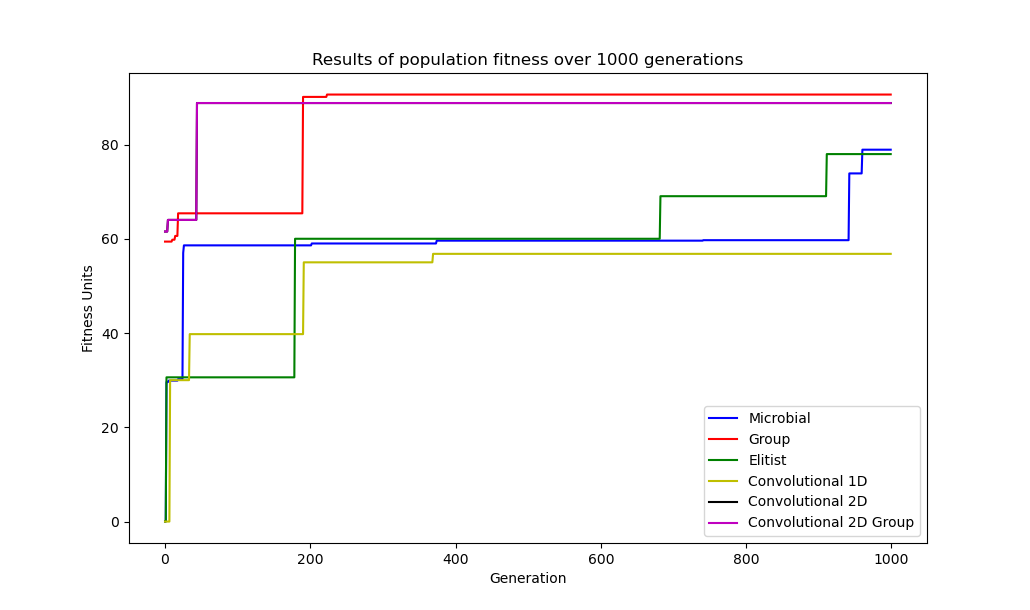 Results of population fitness over 1000 generations
Fitness Units
80
60
40
20
0
0 200 400 600 800 1000
Generation
Microbial
Group
Elitist
Convolutional 1D
Convolutional 2D
Convolutional 2D Group